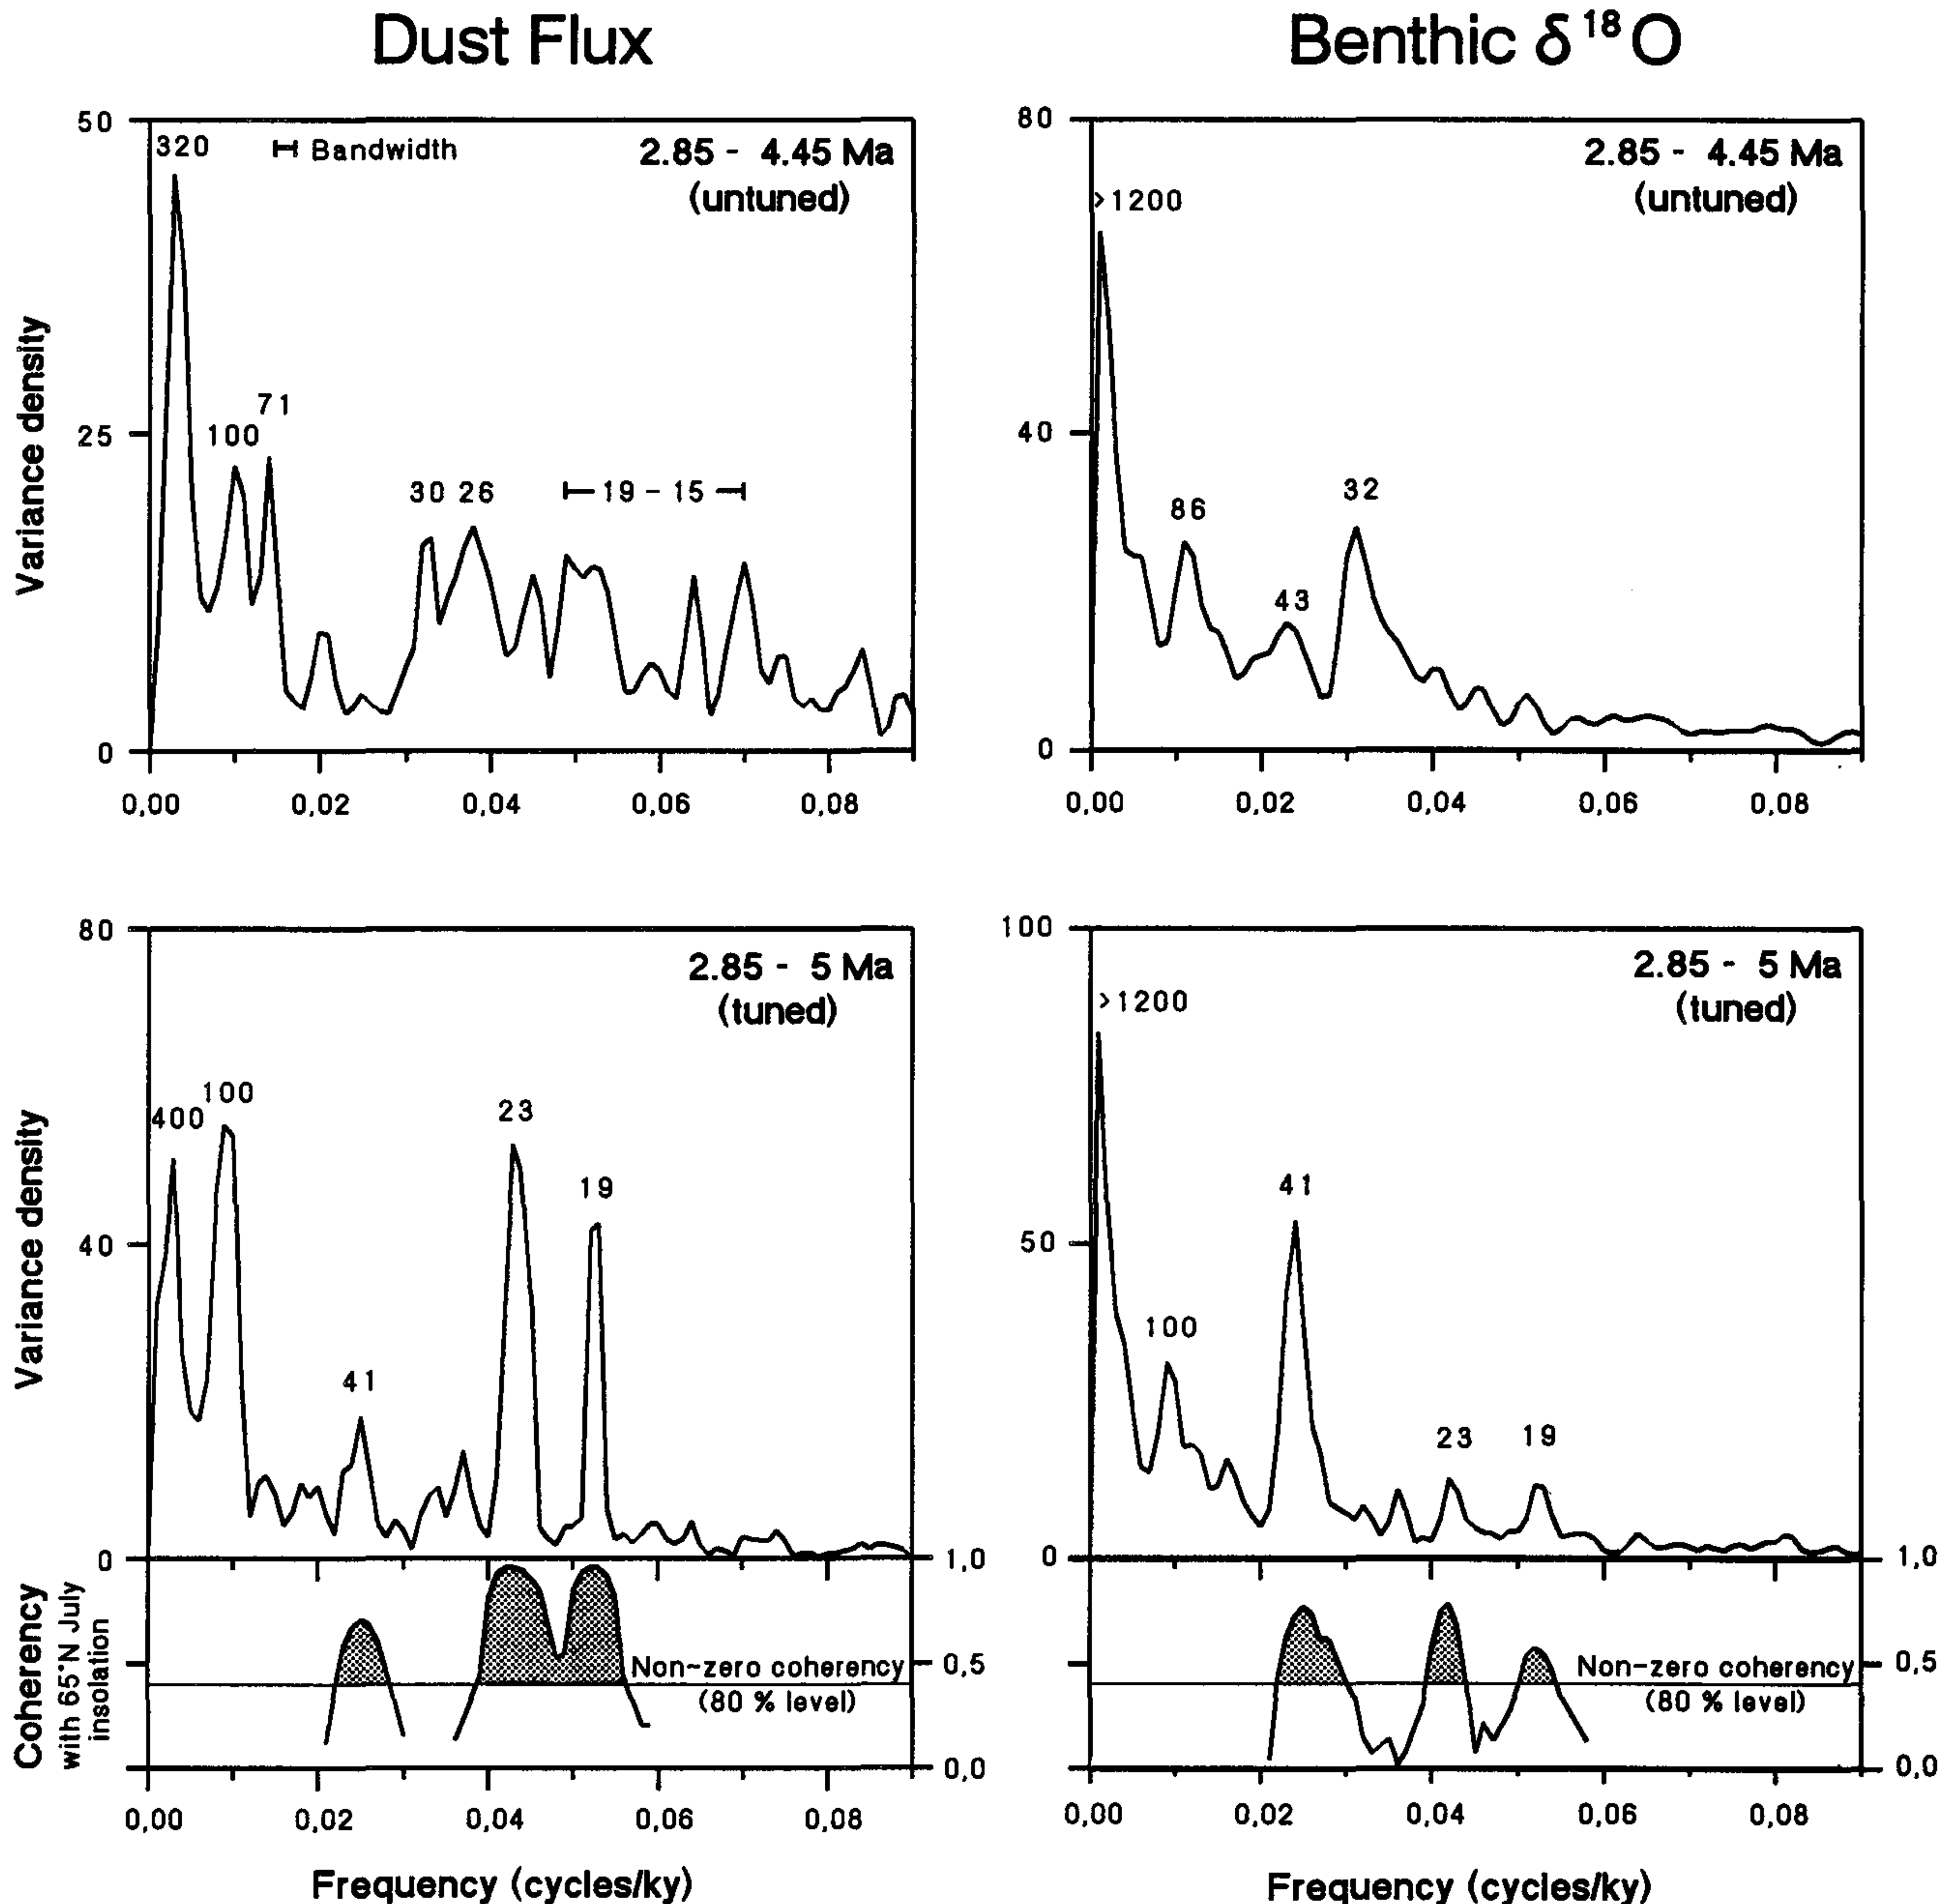 Dust Flux
Benthic δ18O
Variance density
50
25
0
320
Bandwidth
2.85 - 4.45 Ma
(untuned)
100
71
30 26
19 - 15
0,00 0,02 0,04 0,06 0,08
80
40
0
>1200
2.85 - 4.45 Ma
(untuned)
86
43
32
0,00 0,02 0,04 0,06 0,08
Variance density
80
40
0
2.85 - 5 Ma
(tuned)
400
100
41
23
19
100
50
0
2.85 - 5 Ma
(tuned)
>1200
100
41
23
19
Coherency
with 65°N July
insolation
1,0
0,5
0,0
Non-zero coherency
(80 % level)
0,00 0,02 0,04 0,06 0,08
Frequency (cycles/ky)
1,0
0,5
0,0
Non-zero coherency
(80 % level)
0,00 0,02 0,04 0,06 0,08
Frequency (cycles/ky)